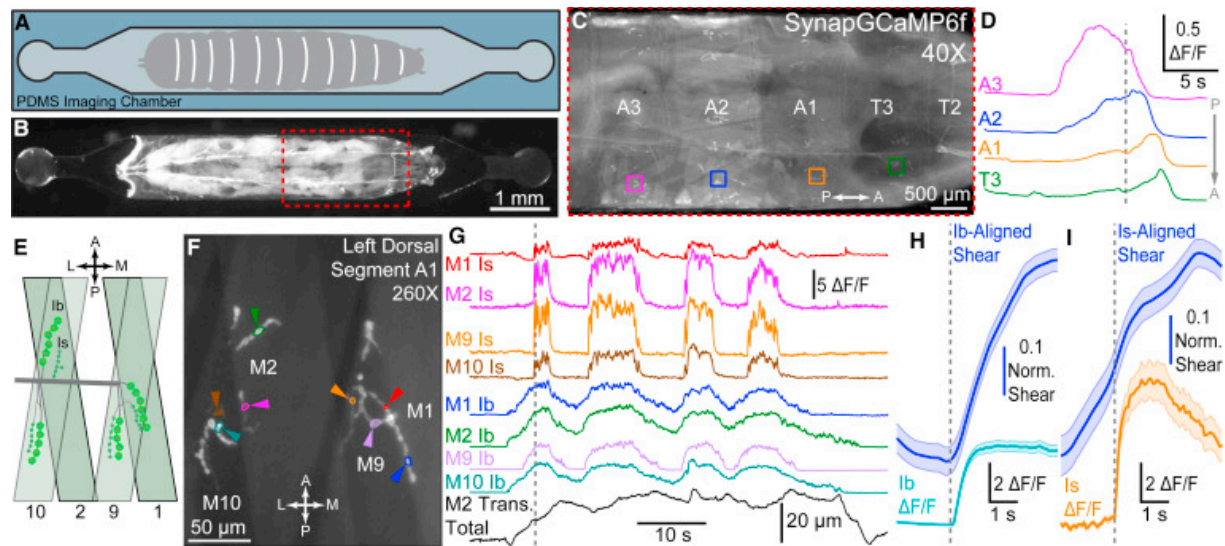 A
PDMS Imaging Chamber
B
1 mm
C
SynapGCaMP6f
40X
A3
A2
A1
T3
T2
P
A
500 µm
D
0.5
ΔF/F
5 s
A3
A2
A1
T3
P
A
E
A
L
M
P
Ib
Is
10
2
9
1
F
Left Dorsal
Segment A1
260X
M2
M1
M9
M10
A
L
M
P
50 µm
G
M1 Is
M2 Is
M9 Is
M10 Is
M1 Ib
M2 Ib
M9 Ib
M10 Ib
M2 Trans.
Total
5 ΔF/F
10 s
20 µm
H
Ib-Aligned
Shear
0.1
Norm.
Shear
Ib
ΔF/F
2 ΔF/F
1 s
I
Is-Aligned
Shear
0.1
Norm.
Shear
Is
ΔF/F
2 ΔF/F
1 s